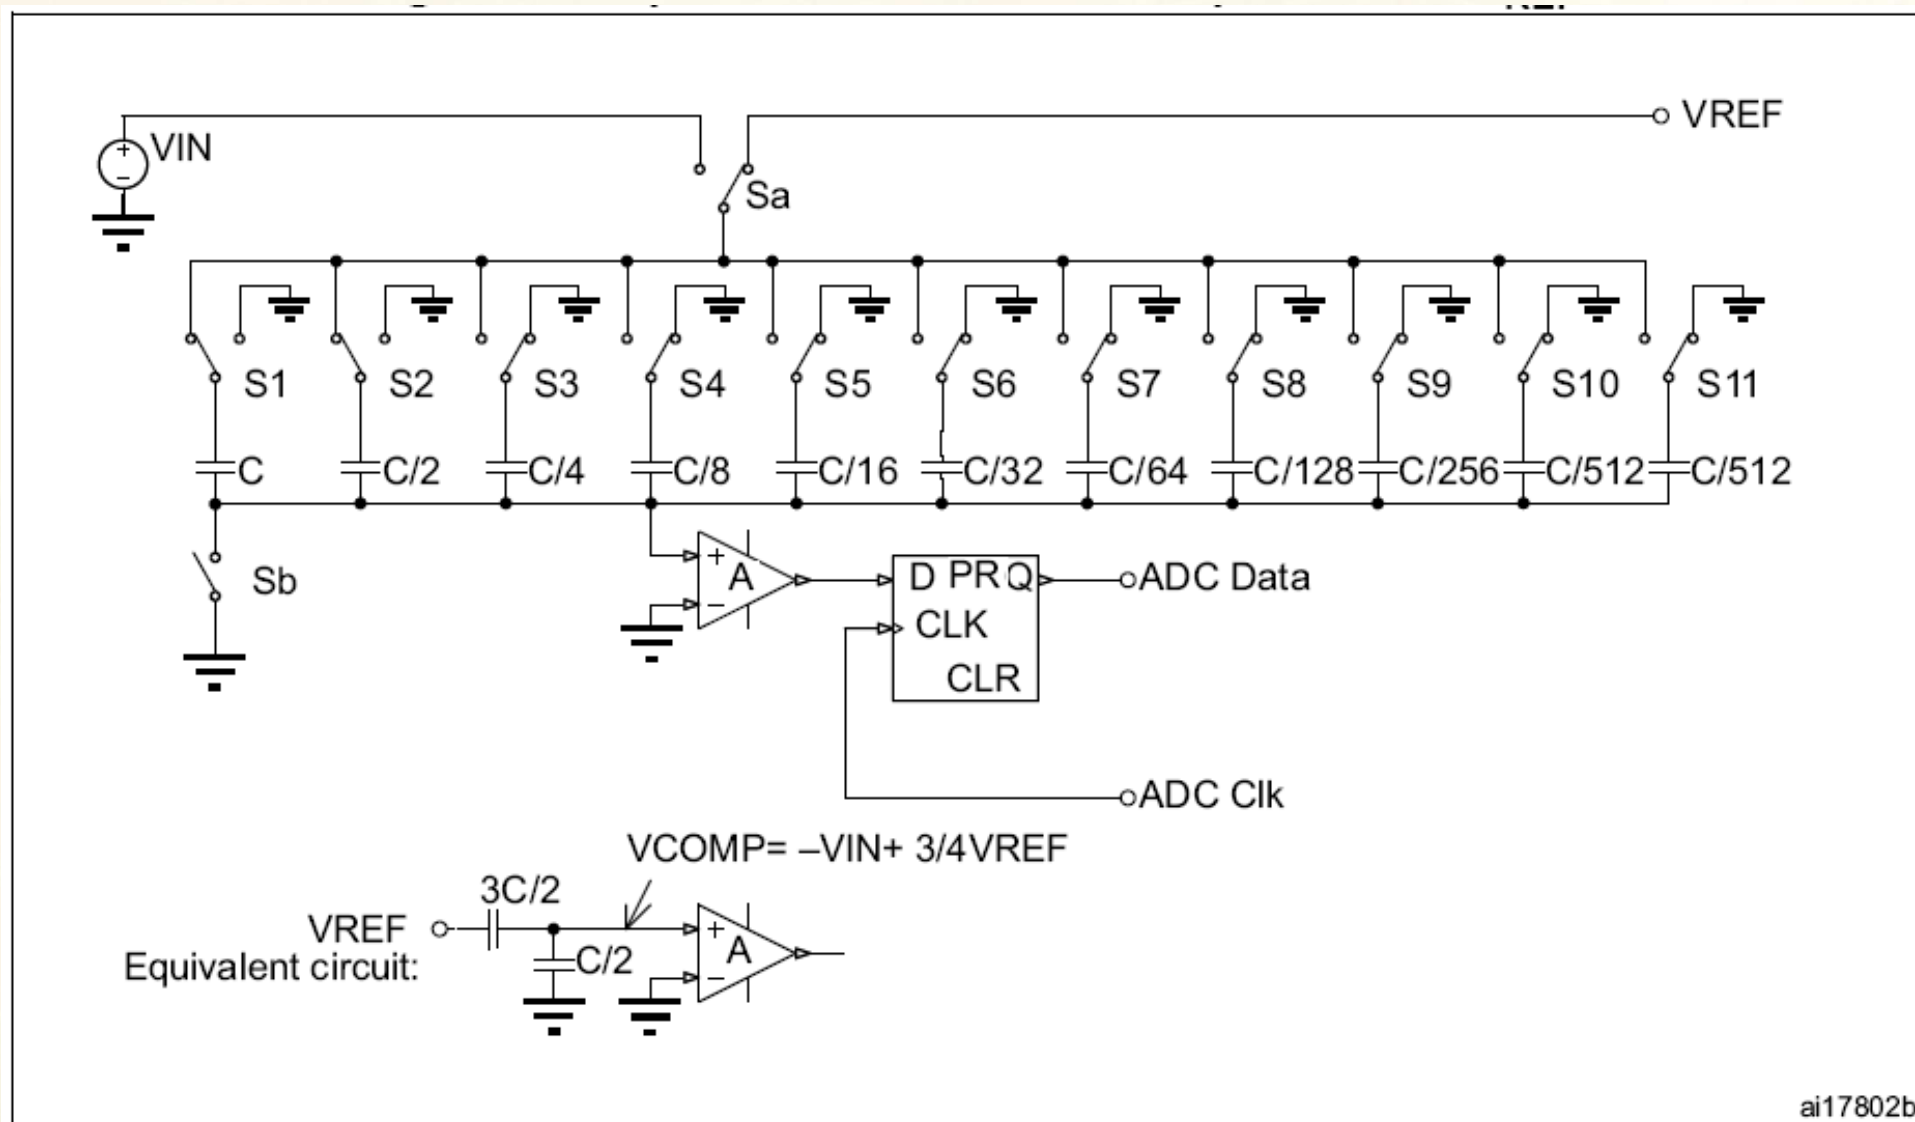 VIN
VREF
Sa
S1 S2 S3 S4 S5 S6 S7 S8 S9 S10 S11
C C/2 C/4 C/8 C/16 C/32 C/64 C/128 C/256 C/512 C/512
Sb
+
A
−
D PR Q
CLK
CLR
ADC Data
ADC Clk
VCOMP= –VIN+ 3/4VREF
3C/2
VREF
C/2
+
A
−
Equivalent circuit:
ai17802b